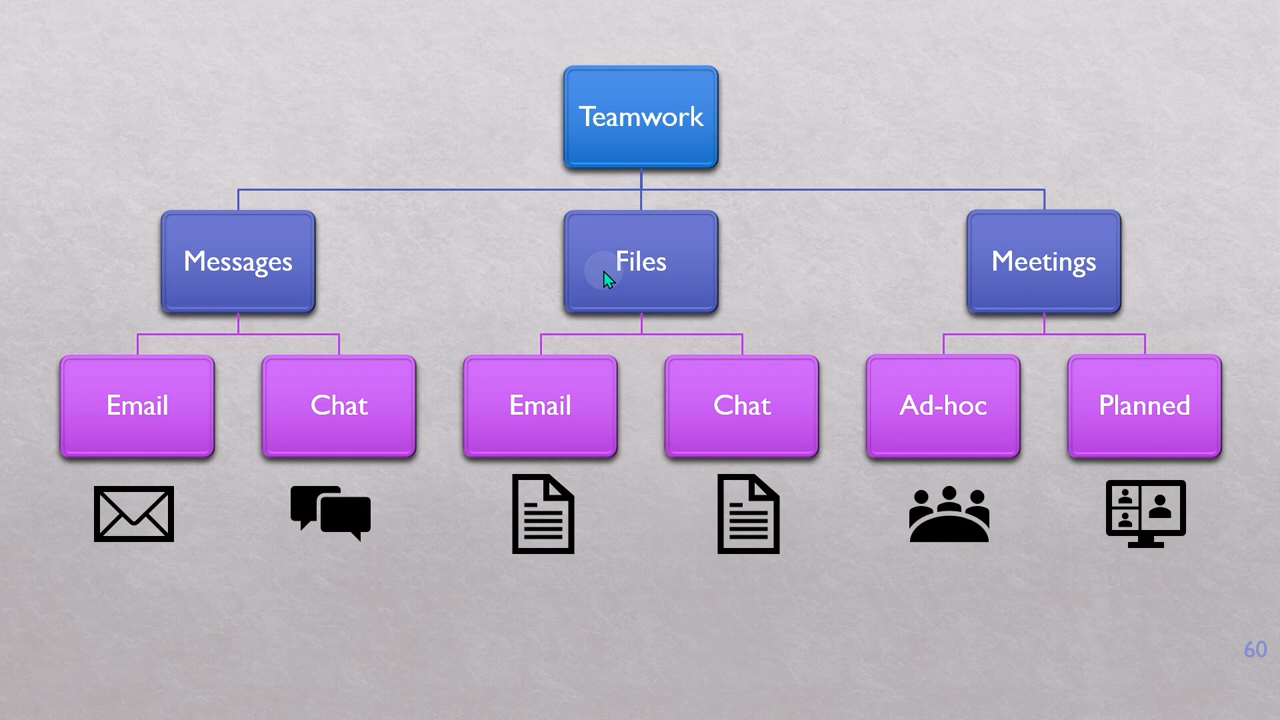 Teamwork
Messages
Files
Meetings
Email
Chat
Email
Chat
Ad-hoc
Planned
60